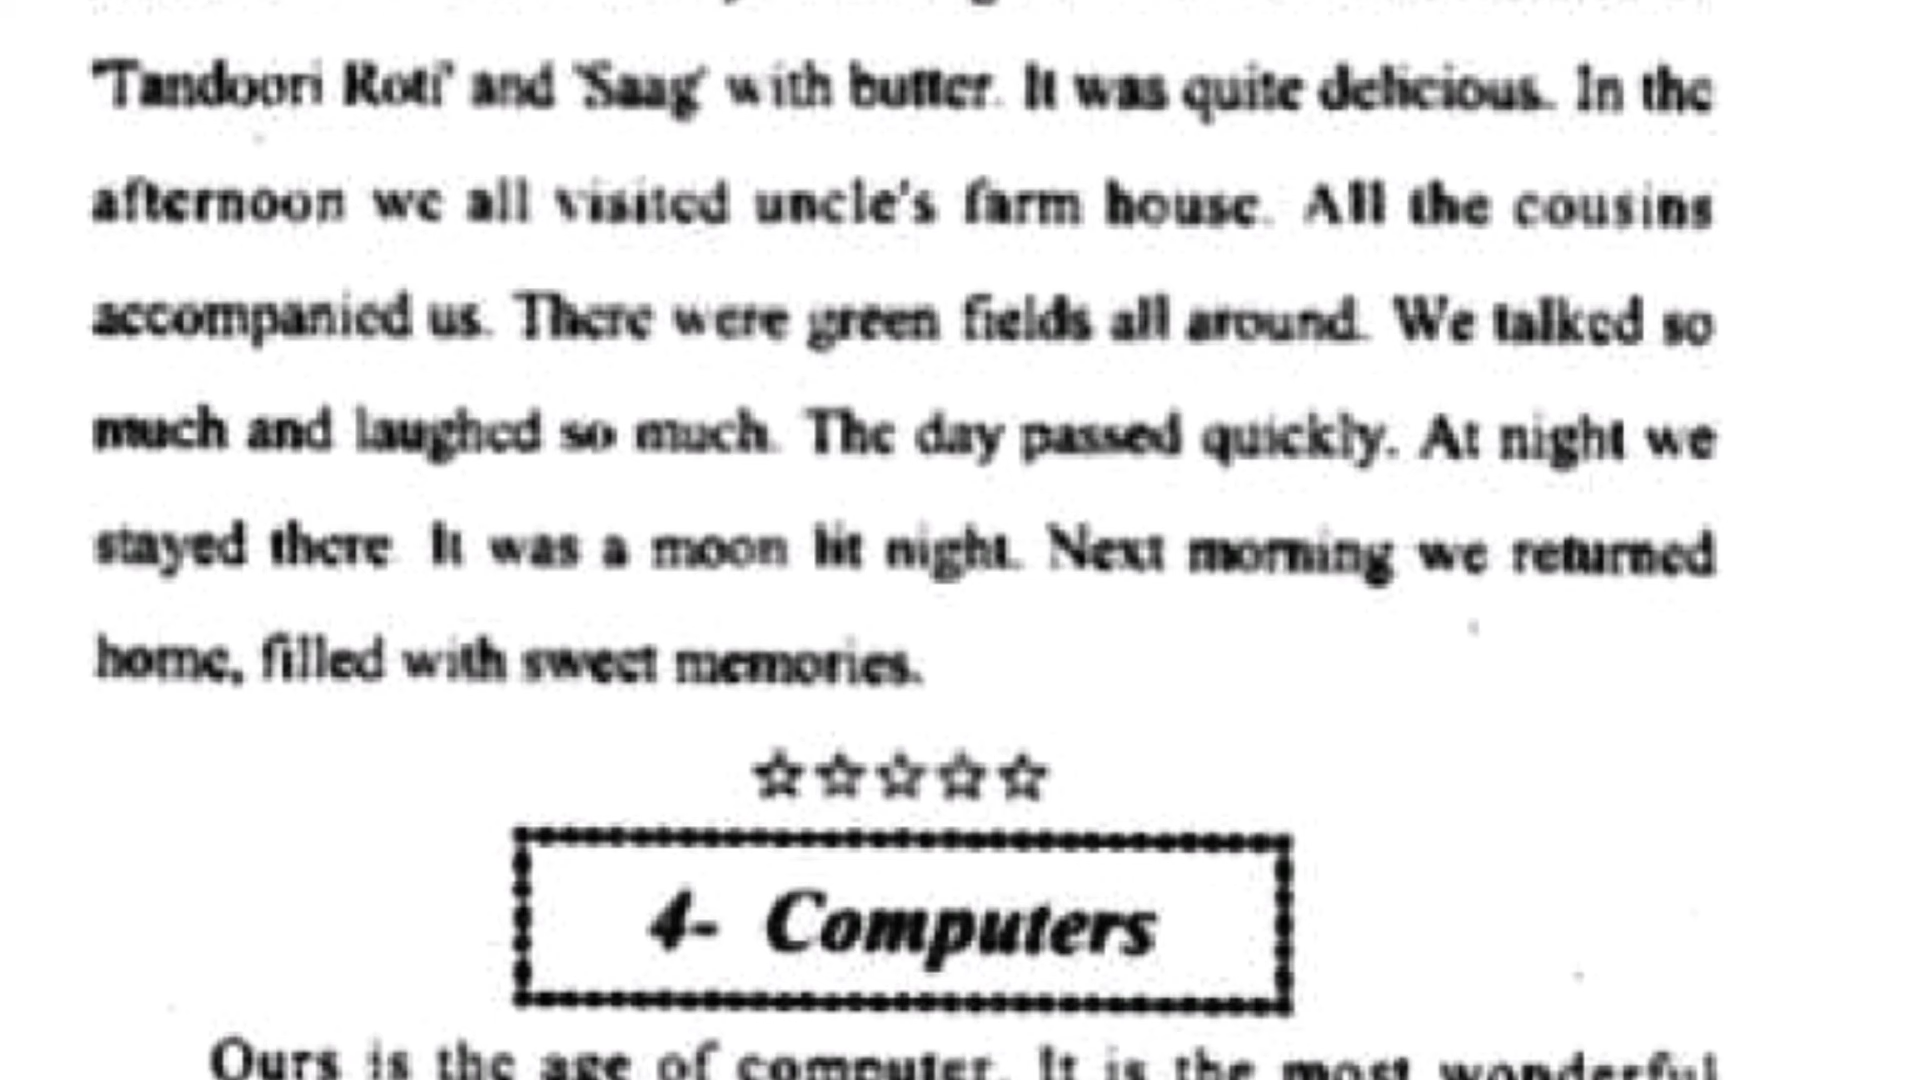 'Tandoori Roti' and 'Saag' with butter. It was quite delicious. In the
afternoon we all visited uncle's farm house. All the cousins
accompanied us. There were green fields all around. We talked so
much and laughed so much. The day passed quickly. At night we
stayed there It was a moon lit night. Next morning we returned
home, filled with sweet memories.
☆☆☆☆☆
4- Computers
Ours is the age of computer. It is the most wonderful